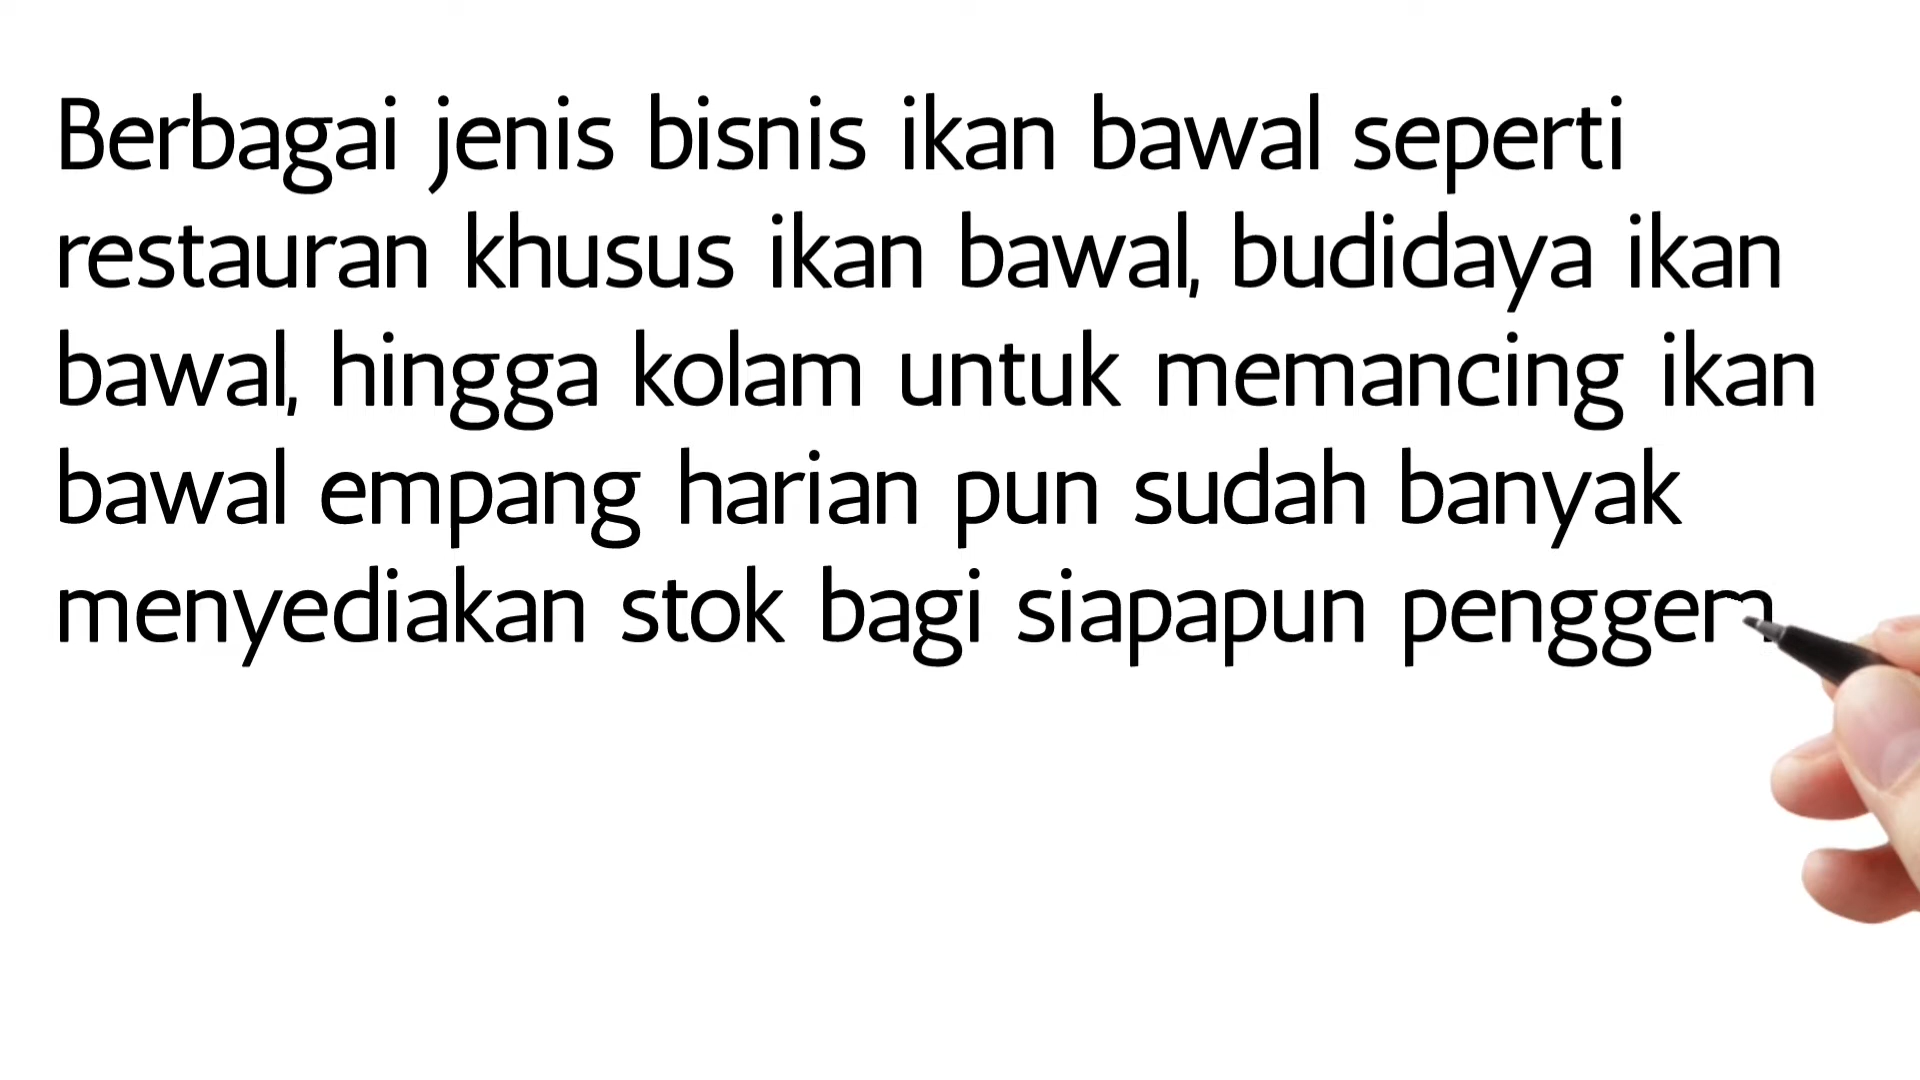 Berbagai jenis bisnis ikan bawal seperti
restauran khusus ikan bawal, budidaya ikan
bawal, hingga kolam untuk memancing ikan
bawal empang harian pun sudah banyak
menyediakan stok bagi siapapun